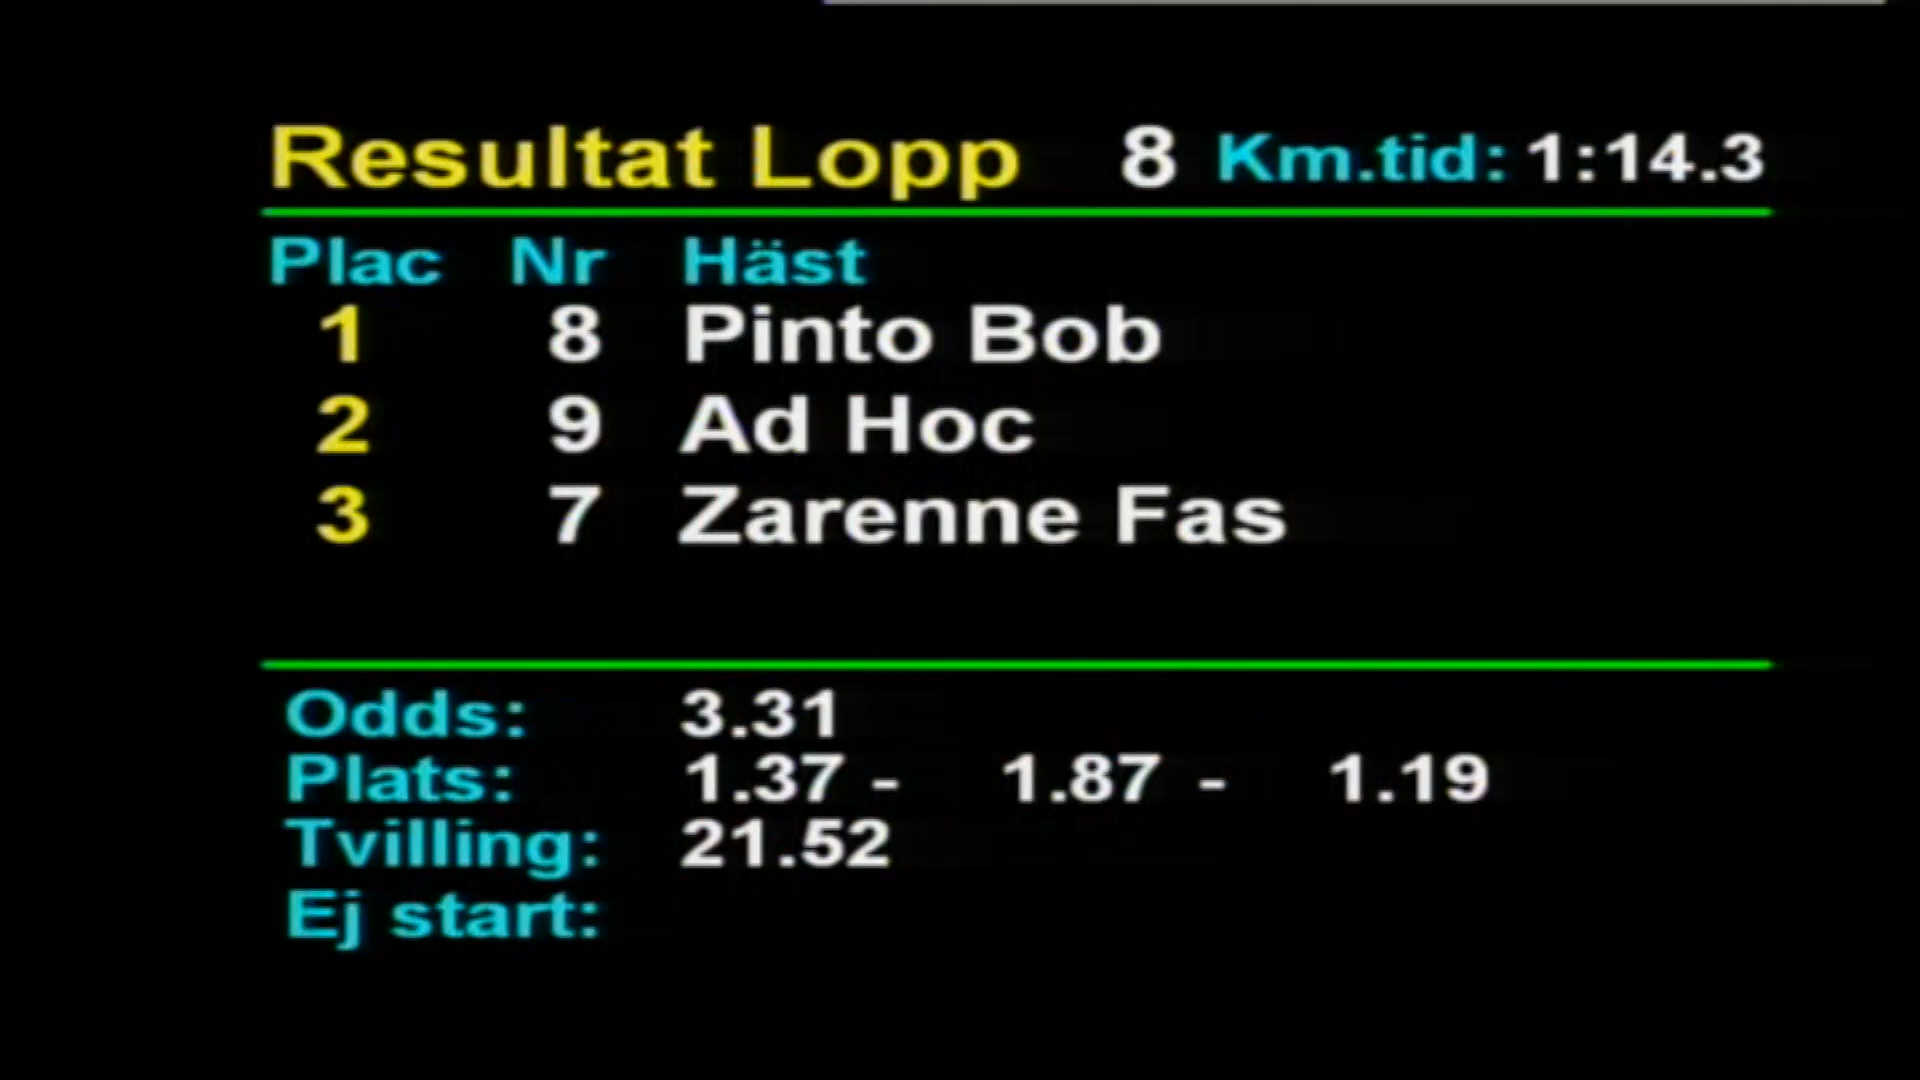 Resultat Lopp 8 Km.tid: 1:14.3
Plac Nr Häst
1 8 Pinto Bob
2 9 Ad Hoc
3 7 Zarenne Fas
Odds: 3.31
Plats: 1.37 - 1.87 - 1.19
Tvilling: 21.52
Ej start: